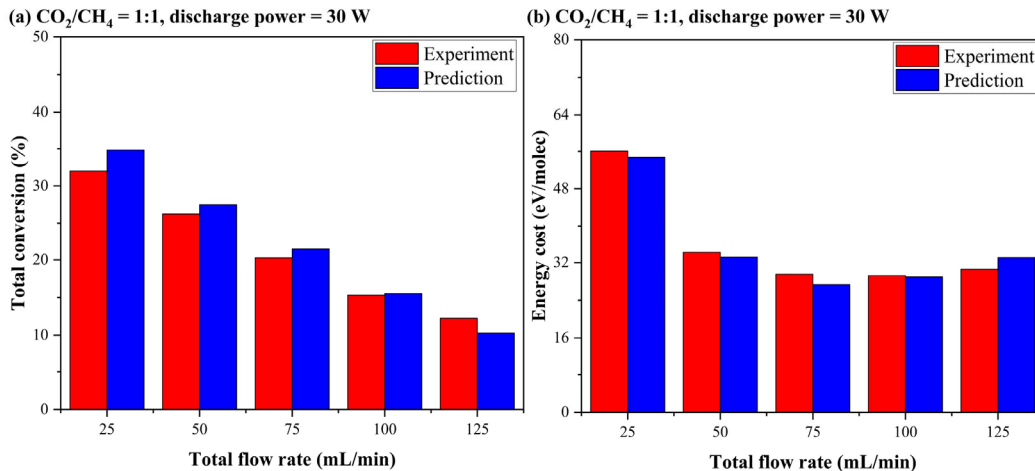 (a) CO2/CH4 = 1:1, discharge power = 30 W
50
40
30
20
10
0
Total conversion (%)
Experiment
Prediction
25 50 75 100 125
Total flow rate (mL/min)
(b) CO2/CH4 = 1:1, discharge power = 30 W
80
64
48
32
16
0
Energy cost (eV/molec)
Experiment
Prediction
25 50 75 100 125
Total flow rate (mL/min)